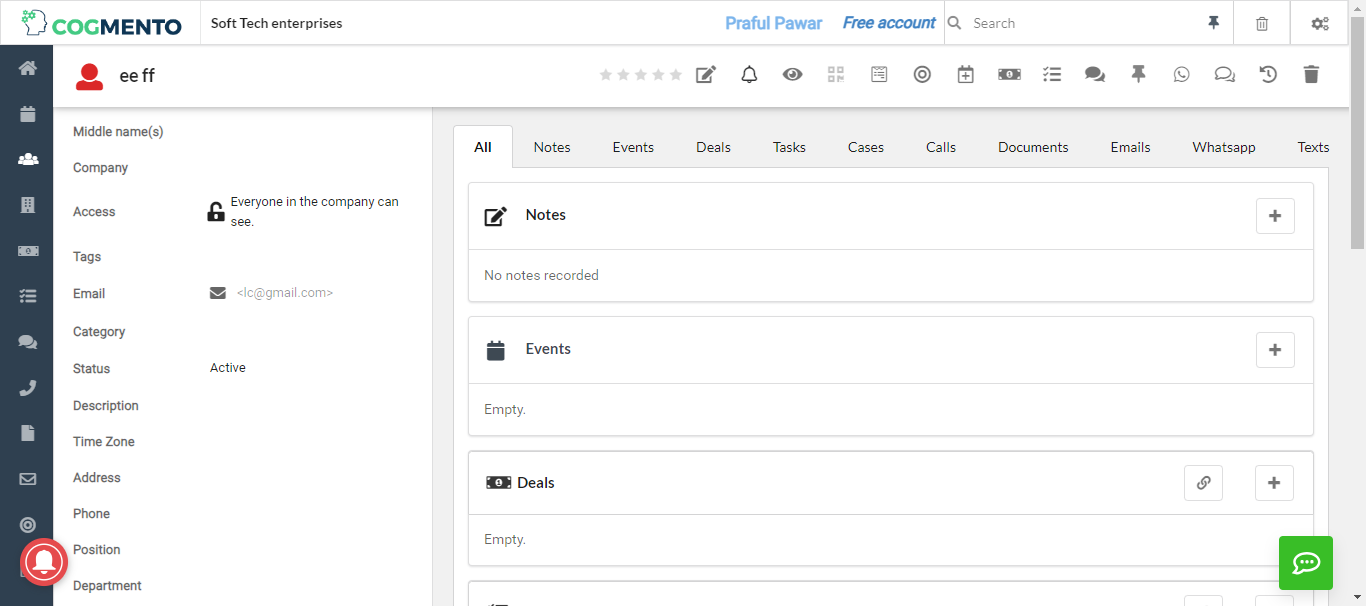 COGMENTO
Soft Tech enterprises
Praful Pawar
Free account
Search
ee ff
Middle name(s)
Company
Access
Everyone in the company can
see.
Tags
Email
<lc@gmail.com>
Category
Status
Active
Description
Time Zone
Address
Phone
Position
Department
All
Notes
Events
Deals
Tasks
Cases
Calls
Documents
Emails
Whatsapp
Texts
Notes
No notes recorded
Events
Empty.
Deals
Empty.